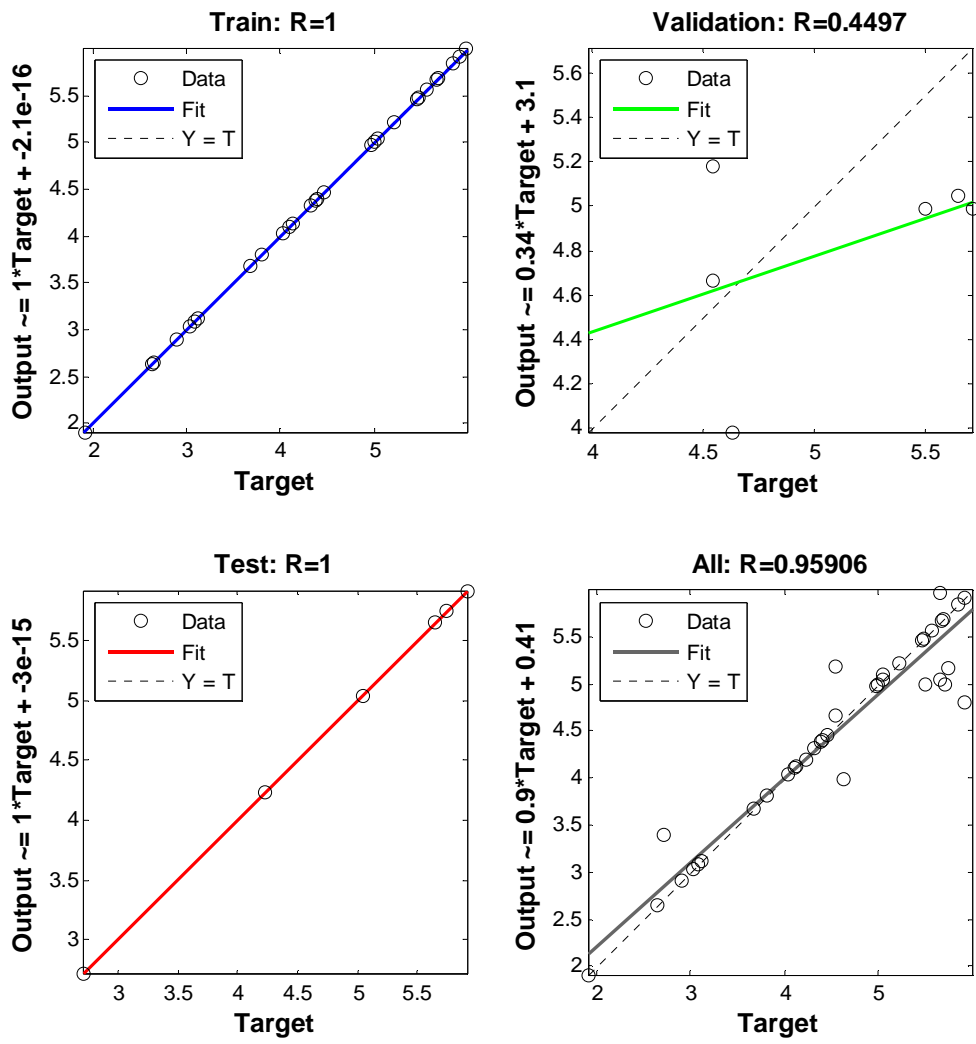 Train: R=1
Output ~= 1*Target + -2.1e-16
Data
Fit
Y = T
5.5
5
4.5
4
3.5
3
2.5
2
2 3 4 5
Target
Validation: R=0.4497
Output ~= 0.34*Target + 3.1
Data
Fit
Y = T
5.6
5.4
5.2
5
4.8
4.6
4.4
4.2
4
4 4.5 5 5.5
Target
Test: R=1
Output ~= 1*Target + -3e-15
Data
Fit
Y = T
5.5
5
4.5
4
3.5
3
3 3.5 4 4.5 5 5.5
Target
All: R=0.95906
Output ~= 0.9*Target + 0.41
Data
Fit
Y = T
5.5
5
4.5
4
3.5
3
2.5
2
2 3 4 5
Target